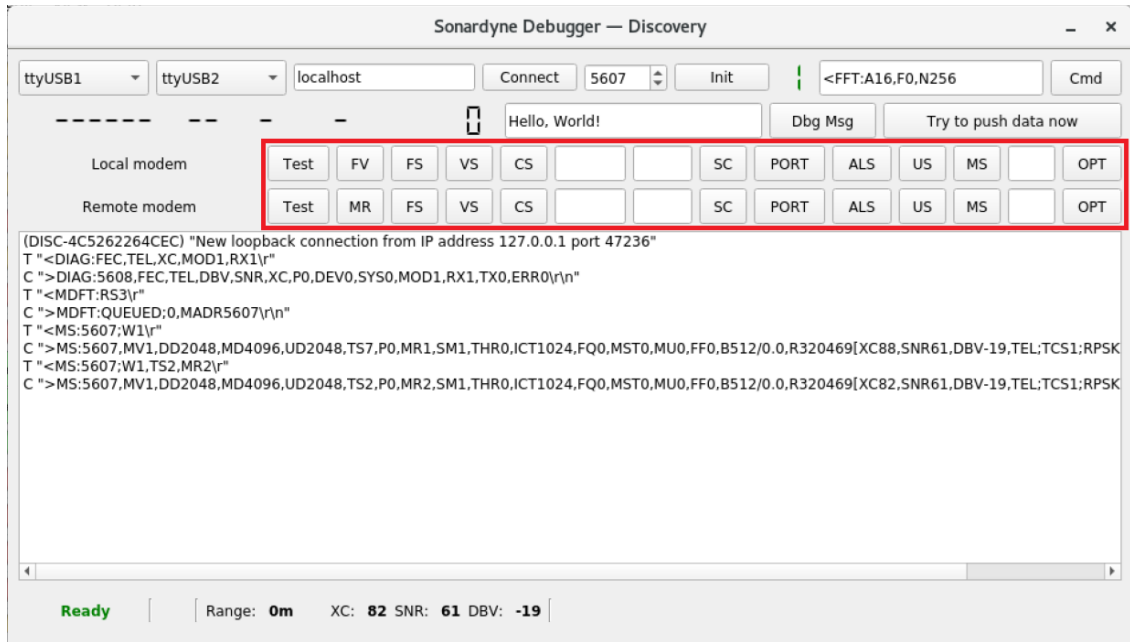 Sonardyne Debugger — Discovery
ttyUSB1 ttyUSB2 localhost Connect 5607 Init <FFT:A16,F0,N256 Cmd
------ -- - - 0 Hello, World! Dbg Msg Try to push data now
Local modem Test FV FS VS CS SC PORT ALS US MS OPT
Remote modem Test MR FS VS CS SC PORT ALS US MS OPT
(DISC-4C5262264CEC) "New loopback connection from IP address 127.0.0.1 port 47236"
T "<DIAG:FEC,TEL,XC,MOD1,RX1\r"
C ">DIAG:5608,FEC,TEL,DBV,SNR,XC,P0,DEV0,SYS0,MOD1,RX1,TX0,ERR0\r\n"
T "<MDFT:RS3\r"
C ">MDFT:QUEUED;0,MADR5607\r\n"
T "<MS:5607;W1\r"
C ">MS:5607,MV1,DD2048,MD4096,UD2048,TS7,P0,MR1,SM1,THR0,ICT1024,FQ0,MST0,MU0,FF0,B512/0.0,R320469[XC88,SNR61,DBV-19,TEL;TCS1;RPSK
T "<MS:5607;W1,TS2,MR2\r"
C ">MS:5607,MV1,DD2048,MD4096,UD2048,TS2,P0,MR2,SM1,THR0,ICT1024,FQ0,MST0,MU0,FF0,B512/0.0,R320469[XC82,SNR61,DBV-19,TEL;TCS1;RPSK
Ready Range: 0m XC: 82 SNR: 61 DBV: -19